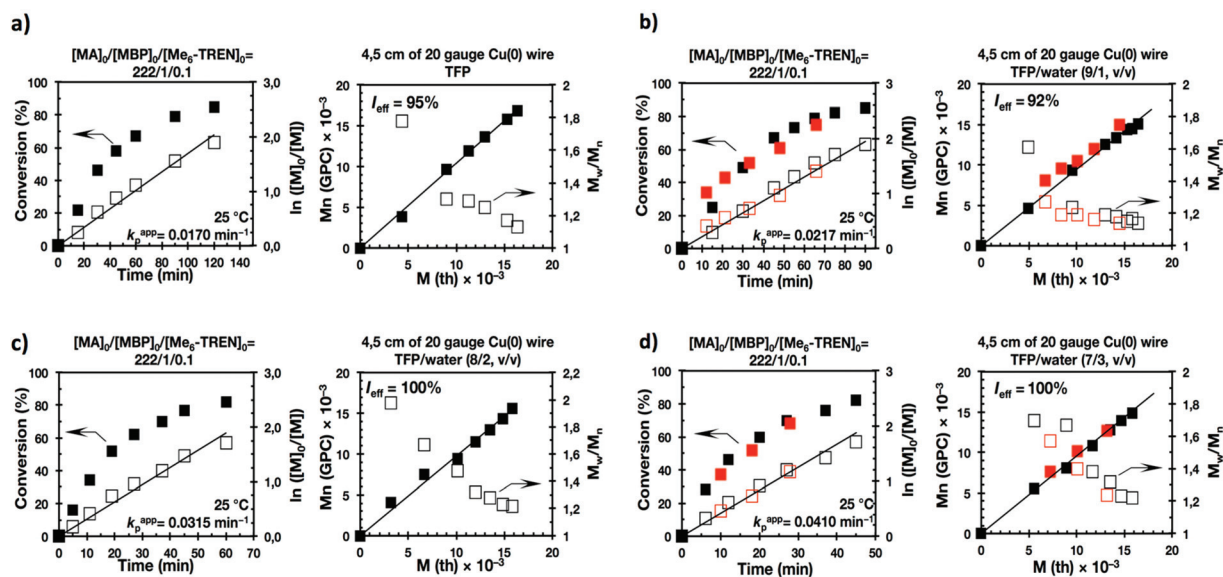 a)
[MA]₀/[MBP]₀/[Me₆-TREN]₀=
222/1/0.1
Conversion (%)
100
80
60
40
20
0
3,0
2,0
1,0
0,0
ln ([M]₀/[M])
25 °C
kₚᵃᵖᵖ = 0.0170 min⁻¹
0 20 40 60 80 100 120 140
Time (min)
4,5 cm of 20 gauge Cu(0) wire
TFP
Mn (GPC) × 10⁻³
20
15
10
5
0
Ieff = 95%
2
1,8
1,6
1,4
1,2
1
Mw/Mn
0 5 10 15 20
M (th) × 10⁻³
b)
[MA]₀/[MBP]₀/[Me₆-TREN]₀=
222/1/0.1
Conversion (%)
100
80
60
40
20
0
3
2
1
0
ln ([M]₀/[M])
25 °C
kₚᵃᵖᵖ = 0.0217 min⁻¹
0 10 20 30 40 50 60 70 80 90
Time (min)
4,5 cm of 20 gauge Cu(0) wire
TFP/water (9/1, v/v)
Mn (GPC) × 10⁻³
20
15
10
5
0
Ieff = 92%
2
1,8
1,6
1,4
1,2
1
Mw/Mn
0 5 10 15 20
M (th) × 10⁻³
c)
[MA]₀/[MBP]₀/[Me₆-TREN]₀=
222/1/0.1
Conversion (%)
100
80
60
40
20
0
3,0
2,0
1,0
0,0
ln ([M]₀/[M])
25 °C
kₚᵃᵖᵖ = 0.0315 min⁻¹
0 10 20 30 40 50 60 70
Time (min)
4,5 cm of 20 gauge Cu(0) wire
TFP/water (8/2, v/v)
Mn (GPC) × 10⁻³
20
15
10
5
0
Ieff = 100%
2,2
2
1,8
1,6
1,4
1,2
1
Mw/Mn
0 5 10 15 20
M (th) × 10⁻³
d)
[MA]₀/[MBP]₀/[Me₆-TREN]₀=
222/1/0.1
Conversion (%)
100
80
60
40
20
0
3
2
1
0
ln ([M]₀/[M])
25 °C
kₚᵃᵖᵖ = 0.0410 min⁻¹
0 10 20 30 40 50
Time (min)
4,5 cm of 20 gauge Cu(0) wire
TFP/water (7/3, v/v)
Mn (GPC) × 10⁻³
20
15
10
5
0
Ieff = 100%
2
1,8
1,6
1,4
1,2
1
Mw/Mn
0 5 10 15 20
M (th) × 10⁻³